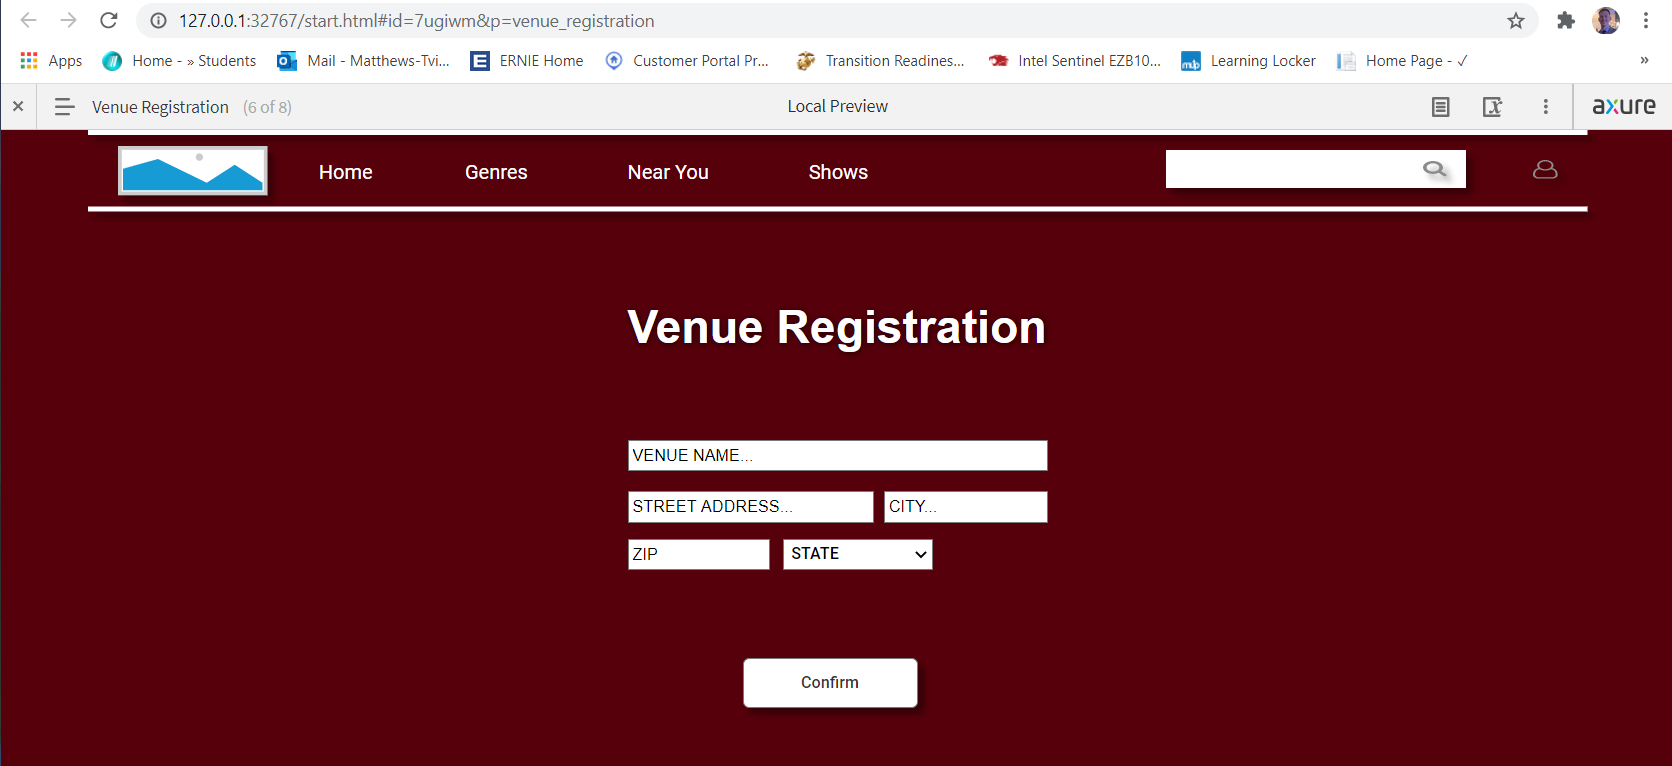 127.0.0.1:32767/start.html#id=7ugiwm&p=venue_registration
Apps Home - » Students Mail - Matthews-Tvi... E ERNIE Home Customer Portal Pr... Transition Readines... Intel Sentinel EZB10... mdp Learning Locker Home Page - ✓ »
Venue Registration (6 of 8) Local Preview axure
Home Genres Near You Shows
Venue Registration
VENUE NAME...
STREET ADDRESS... CITY...
ZIP STATE
Confirm